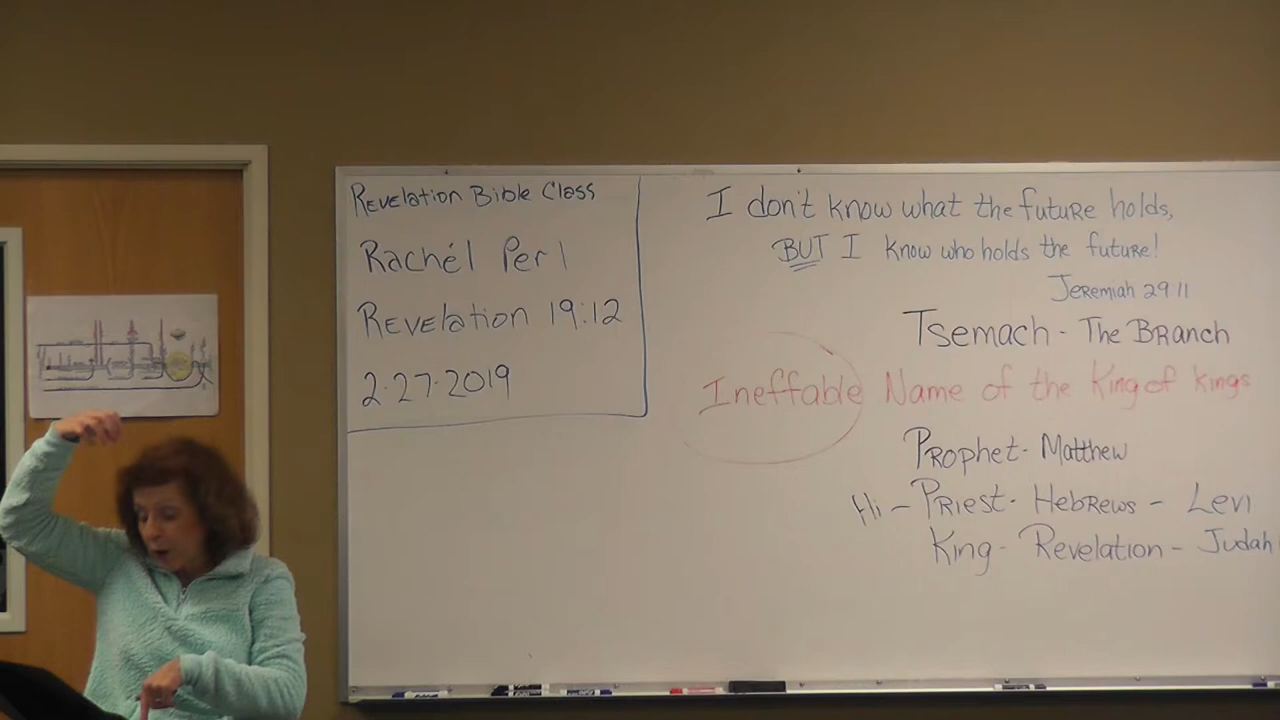 Revelation Bible Class
Rachél Perl
Revelation 19:12
2.27.2019
I don't know what the future holds,
BUT I know who holds the future!
Jeremiah 29 11
Tsemach - The Branch
Ineffable Name of the King of Kings
Prophet - Matthew
Hi - Priest - Hebrews - Levi
King - Revelation - Judah